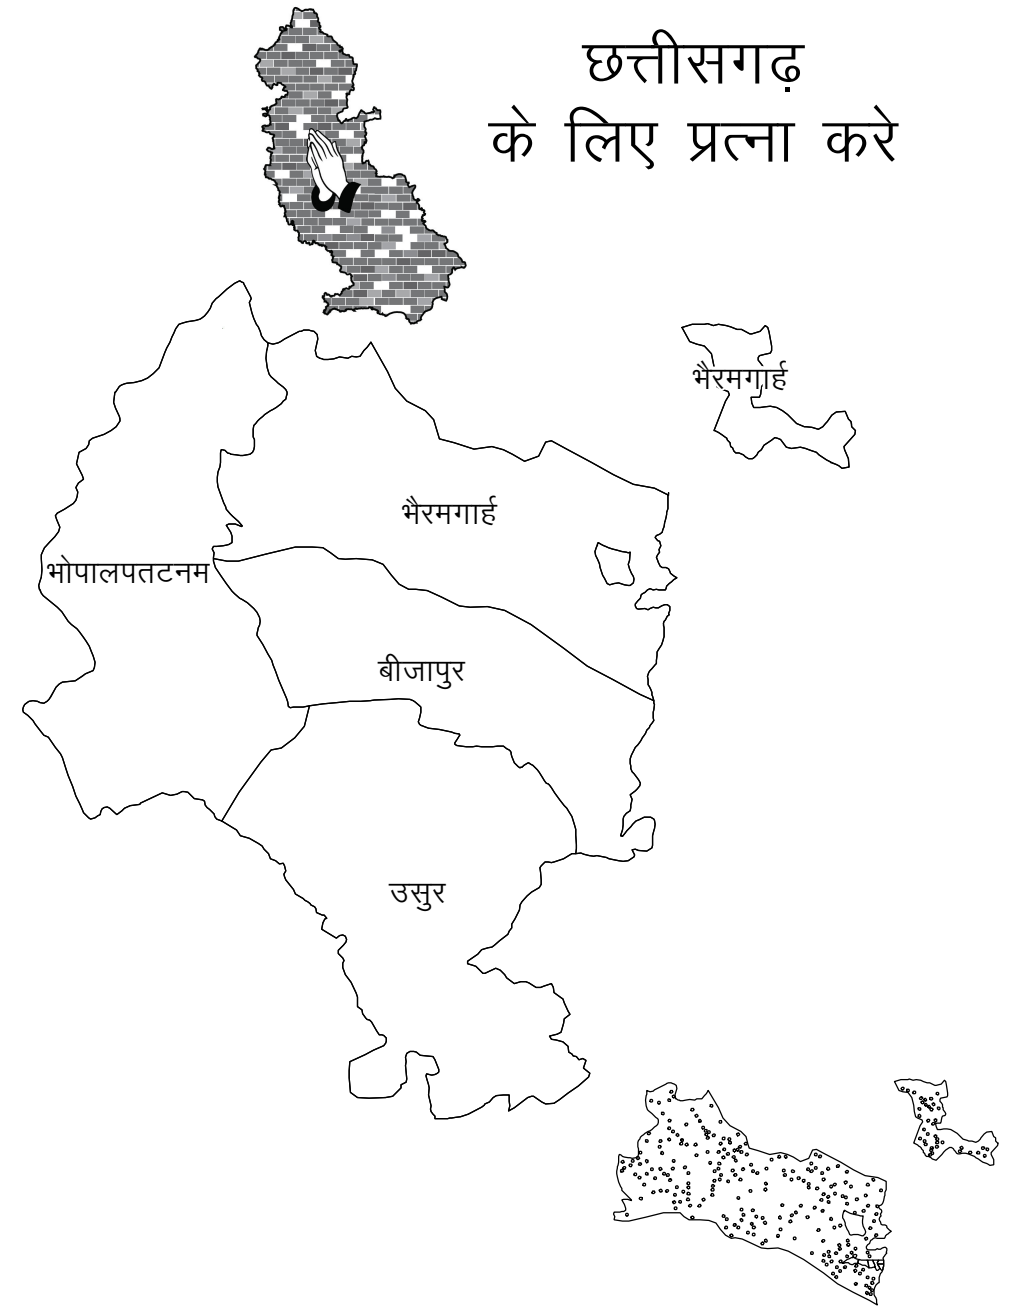 छत्तीसगढ़
के लिए प्रत्ना करे
भैरमगार्ह
भैरमगार्ह
भोपालपतटनम
बीजापुर
उसुर